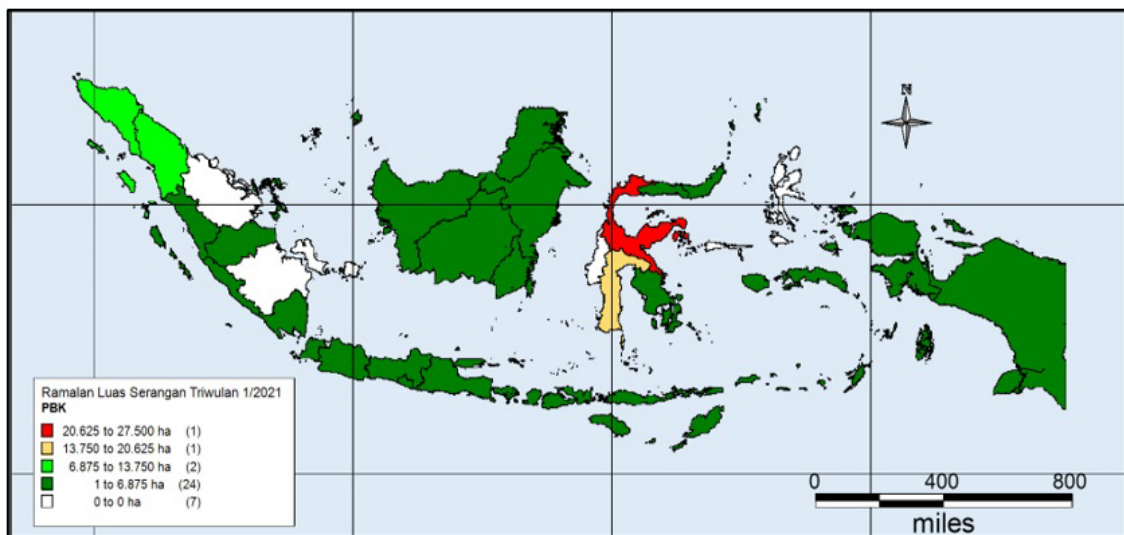 N
Ramalan Luas Serangan Triwulan 1/2021
PBK
20.625 to 27.500 ha (1)
13.750 to 20.625 ha (1)
6.875 to 13.750 ha (2)
1 to 6.875 ha (24)
0 to 0 ha (7)
0 400 800
miles